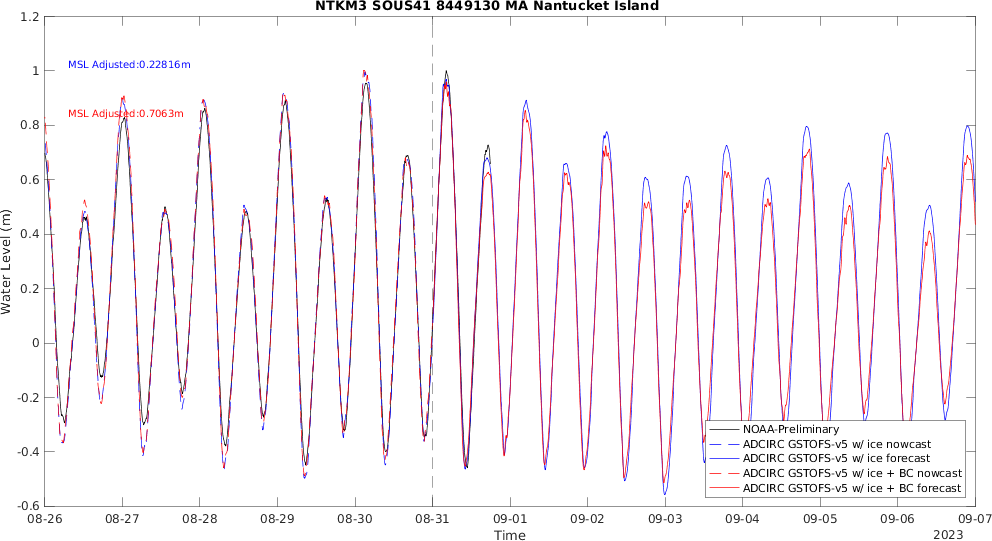 NTKM3 SOUS41 8449130 MA Nantucket Island
1.2
1
0.8
0.6
0.4
0.2
0
-0.2
-0.4
-0.6
Water Level (m)
MSL Adjusted:0.22816m
MSL Adjusted:0.7063m
NOAA-Preliminary
ADCIRC GSTOFS-v5 w/ ice nowcast
ADCIRC GSTOFS-v5 w/ ice forecast
ADCIRC GSTOFS-v5 w/ ice + BC nowcast
ADCIRC GSTOFS-v5 w/ ice + BC forecast
08-26 08-27 08-28 08-29 08-30 08-31 09-01 09-02 09-03 09-04 09-05 09-06 09-07
Time
2023